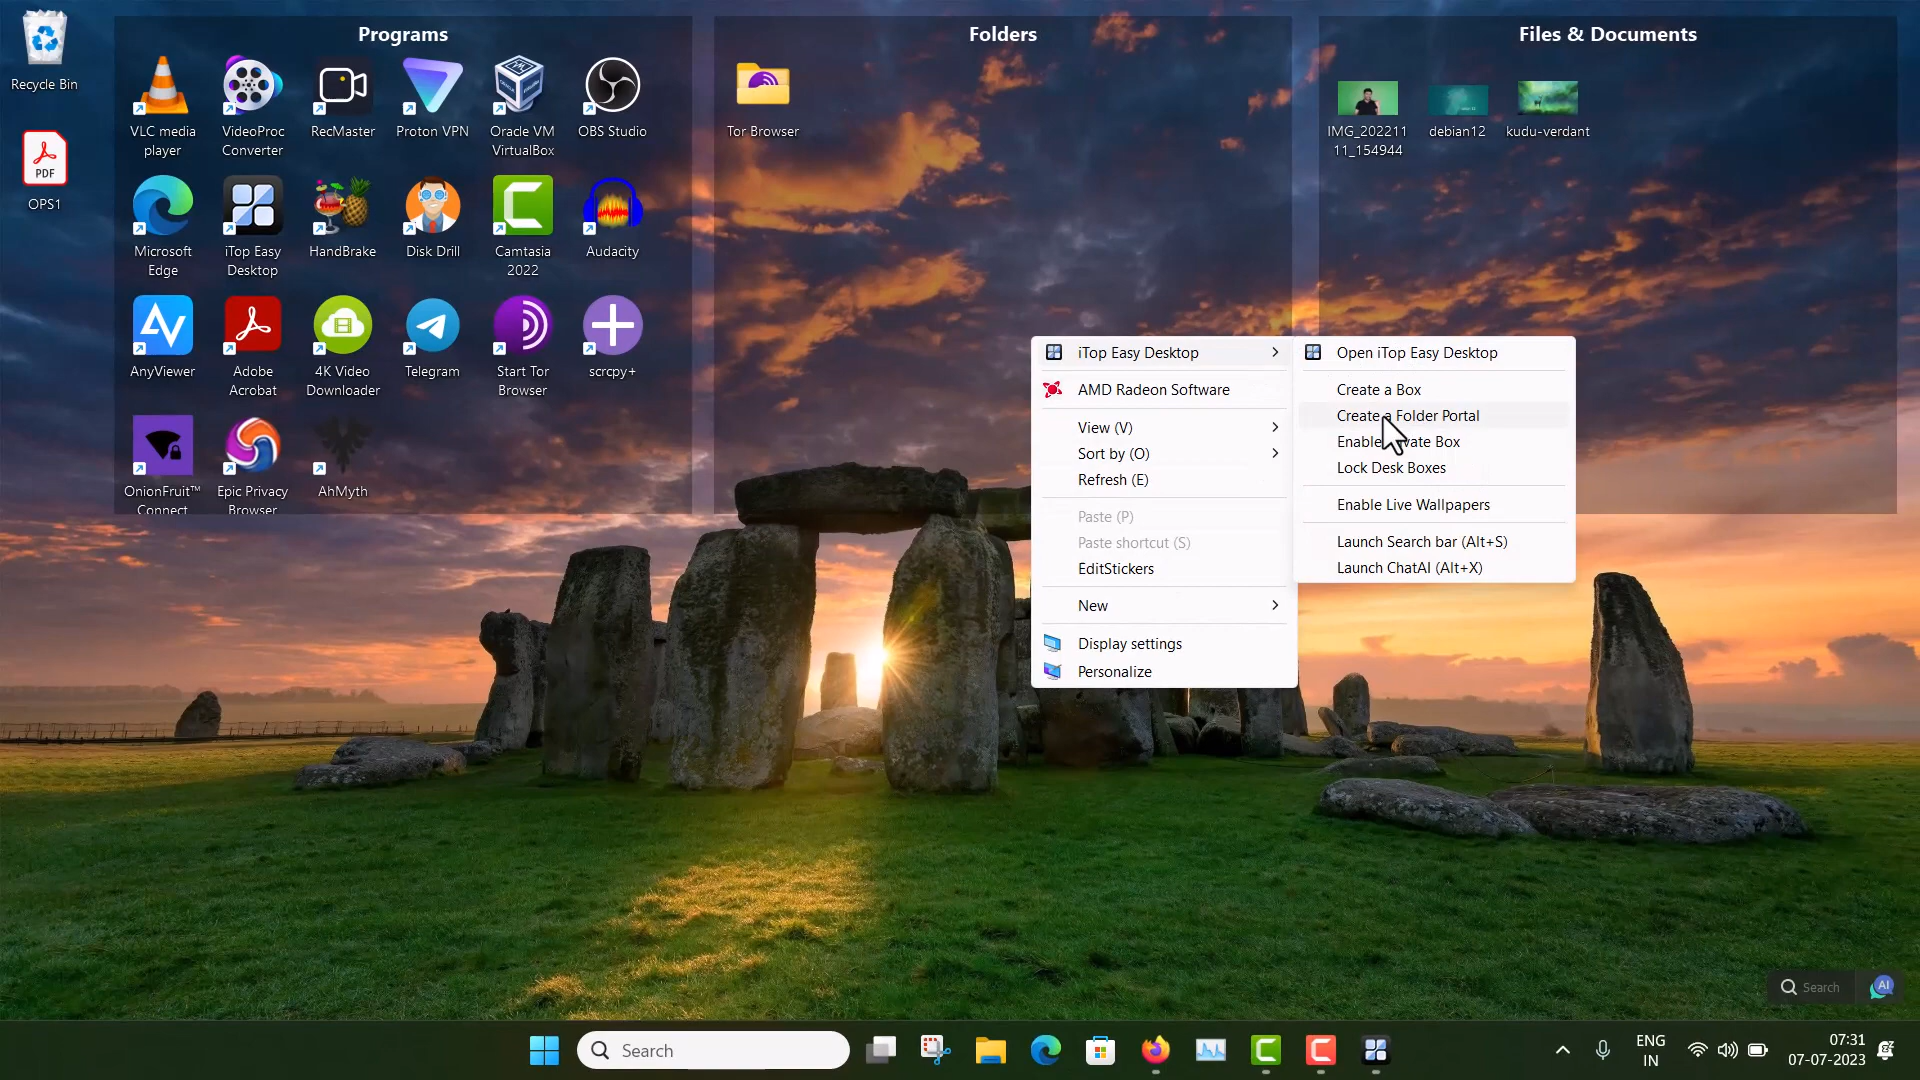 Recycle Bin
PDF
OPS1
Programs
VLC media
player
VideoProc
Converter
RecMaster
Proton VPN
Oracle VM
VirtualBox
OBS Studio
Microsoft
Edge
iTop Easy
Desktop
HandBrake
Disk Drill
Camtasia
2022
Audacity
AnyViewer
Adobe
Acrobat
4K Video
Downloader
Telegram
Start Tor
Browser
scrcpy+
OnionFruit™
Connect
Epic Privacy
Browser
AhMyth
Folders
Tor Browser
Files & Documents
IMG_202211
11_154944
debian12
kudu-verdant
iTop Easy Desktop
AMD Radeon Software
View (V)
Sort by (O)
Refresh (E)
Paste (P)
Paste shortcut (S)
EditStickers
New
Display settings
Personalize
Open iTop Easy Desktop
Create a Box
Create a Folder Portal
Enable vate Box
Lock Desk Boxes
Enable Live Wallpapers
Launch Search bar (Alt+S)
Launch ChatAI (Alt+X)
Search
AI
Search
ENG
IN
07:31
07-07-2023